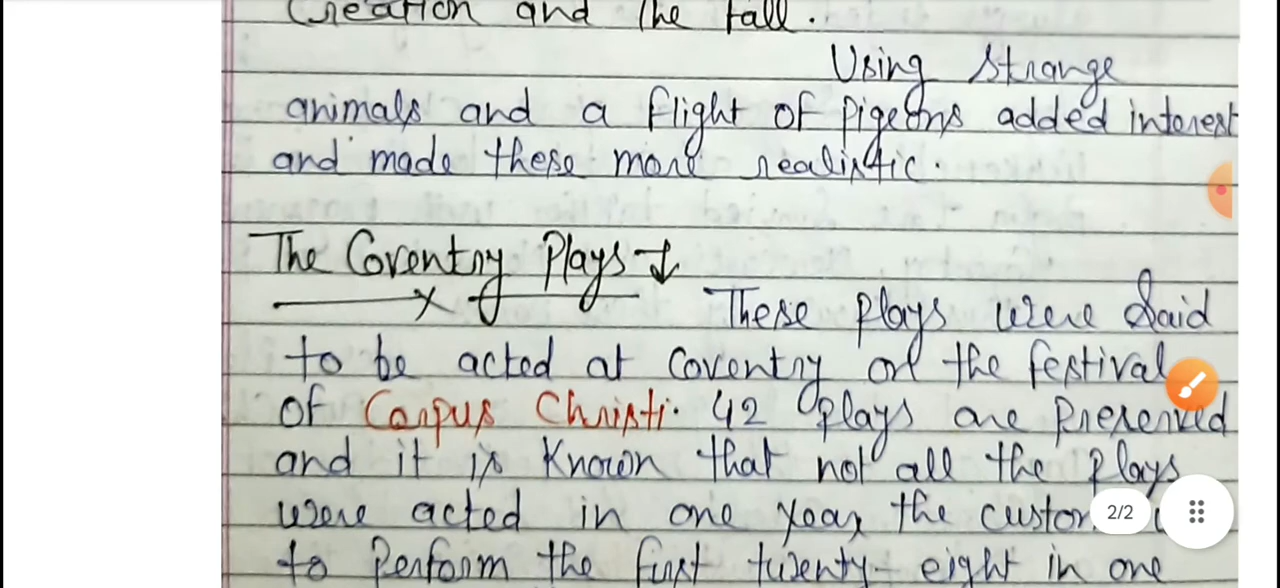 Creation and the fall.
Using strange
animals and a flight of pigeons added interest
and made these more realistic.
The Coventry Plays
These plays were said
to be acted at Coventry on the festival
of Corpus Christi. 42 plays are preserved
and it is known that not all the plays
were acted in one year the
to perform the first twenty-eight in one
2/2